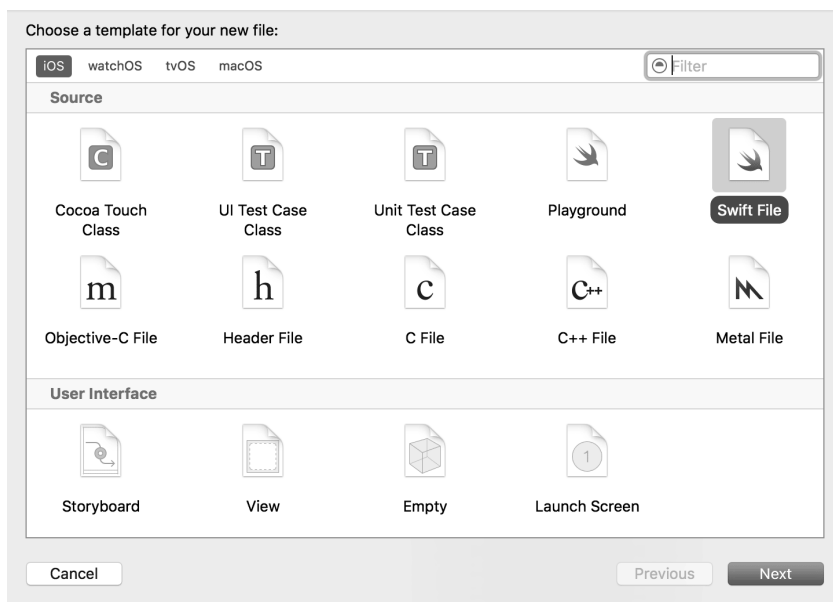 Choose a template for your new file:
iOS watchOS tvOS macOS Filter
Source
C T T
Cocoa Touch Class UI Test Case Class Unit Test Case Class Playground Swift File
m h c C++
Objective-C File Header File C File C++ File Metal File
User Interface
1
Storyboard View Empty Launch Screen
Cancel Previous Next